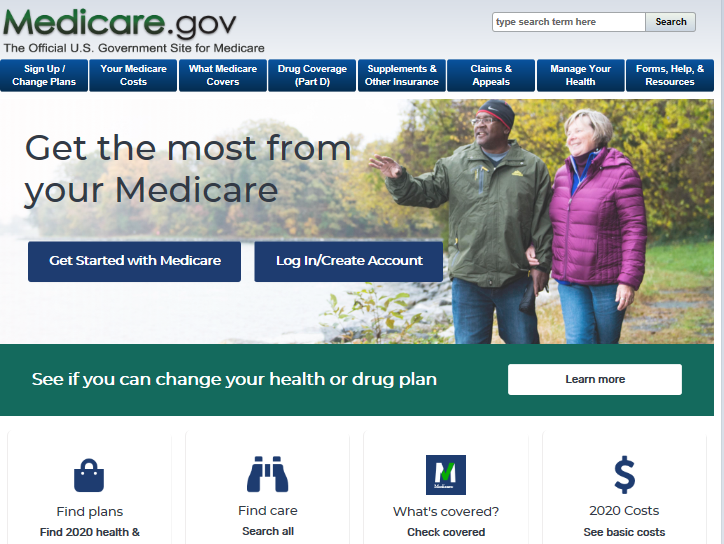 Medicare.gov
The Official U.S. Government Site for Medicare
type search term here
Search
Sign Up /
Change Plans
Your Medicare
Costs
What Medicare
Covers
Drug Coverage
(Part D)
Supplements &
Other Insurance
Claims &
Appeals
Manage Your
Health
Forms, Help, &
Resources
Get the most from
your Medicare
Get Started with Medicare
Log In/Create Account
See if you can change your health or drug plan
Learn more
Find plans
Find 2020 health &
Find care
Search all
Medicare
What's covered?
Check covered
2020 Costs
See basic costs